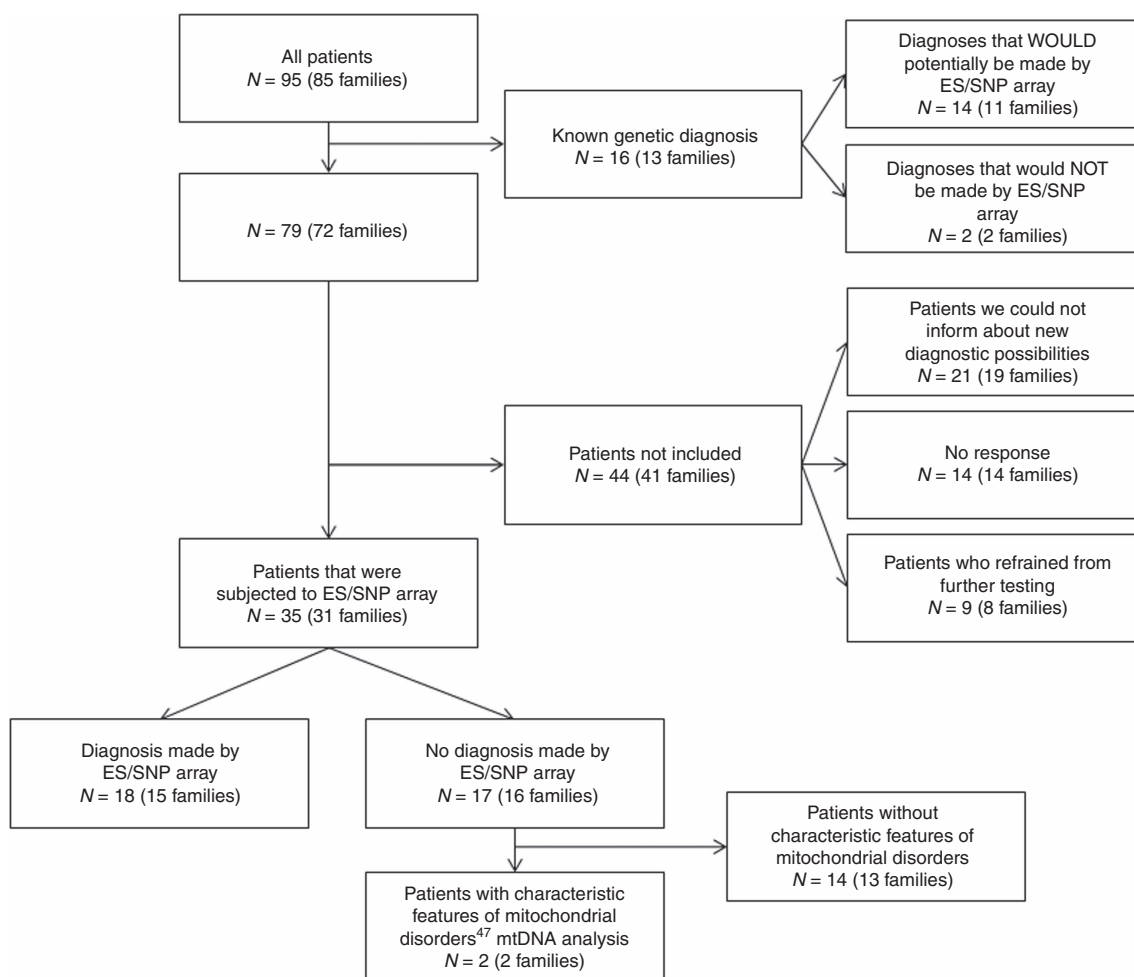 All patients
N = 95 (85 families)
Diagnoses that WOULD
potentially be made by
ES/SNP array
N = 14 (11 families)
Known genetic diagnosis
N = 16 (13 families)
Diagnoses that would NOT
be made by ES/SNP
array
N = 2 (2 families)
N = 79 (72 families)
Patients we could not
inform about new
diagnostic possibilities
N = 21 (19 families)
Patients not included
N = 44 (41 families)
No response
N = 14 (14 families)
Patients who refrained from
further testing
N = 9 (8 families)
Patients that were
subjected to ES/SNP array
N = 35 (31 families)
Diagnosis made by
ES/SNP array
N = 18 (15 families)
No diagnosis made by
ES/SNP array
N = 17 (16 families)
Patients without
characteristic features of
mitochondrial disorders
N = 14 (13 families)
Patients with characteristic
features of mitochondrial
disorders47 mtDNA analysis
N = 2 (2 families)